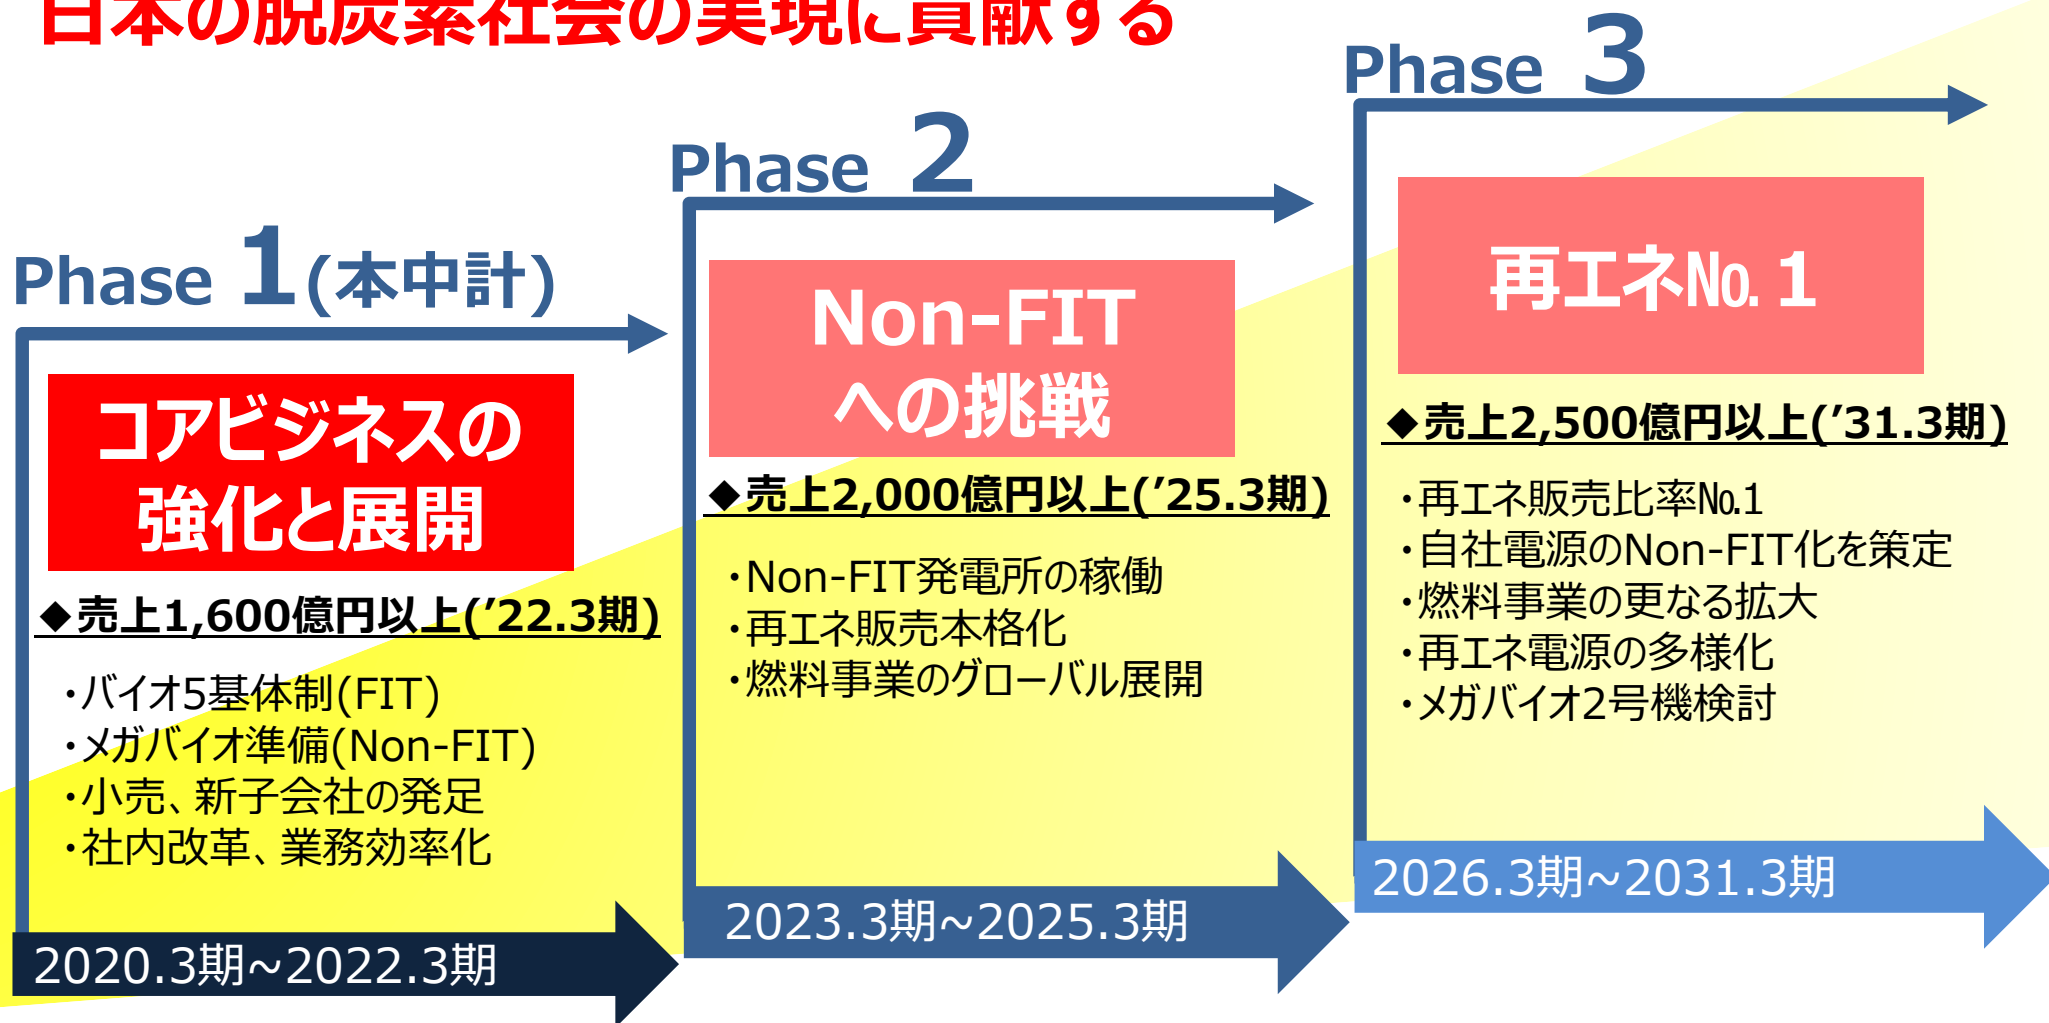 日本の脱炭素社会の実現に貢献する
Phase 1(本中計)
コアビジネスの
強化と展開
◆売上1,600億円以上(’22.3期)
・バイオ5基体制(FIT)
・メガバイオ準備(Non-FIT)
・小売、新子会社の発足
・社内改革、業務効率化
2020.3期~2022.3期
Phase 2
Non-FIT
への挑戦
◆売上2,000億円以上(’25.3期)
・Non-FIT発電所の稼働
・再エネ販売本格化
・燃料事業のグローバル展開
2023.3期~2025.3期
Phase 3
再エネ№1
◆売上2,500億円以上(’31.3期)
・再エネ販売比率№1
・自社電源のNon-FIT化を策定
・燃料事業の更なる拡大
・再エネ電源の多様化
・メガバイオ2号機検討
2026.3期~2031.3期